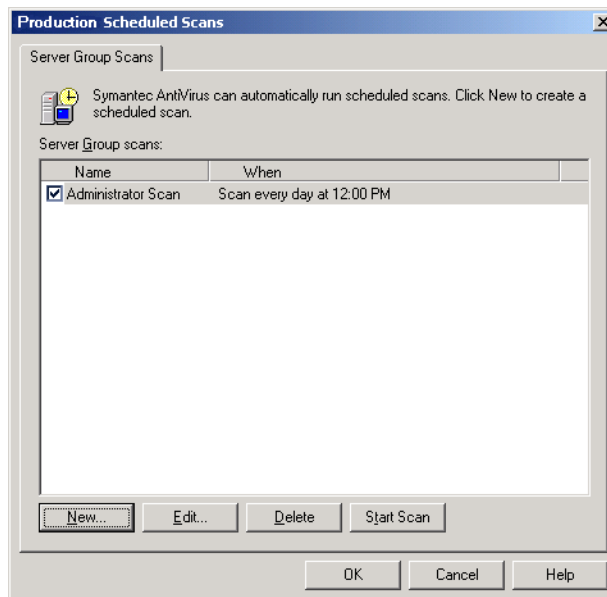 Production Scheduled Scans
Server Group Scans
Symantec AntiVirus can automatically run scheduled scans. Click New to create a
scheduled scan.
Server Group scans:
Name When
Administrator Scan Scan every day at 12:00 PM
New... Edit... Delete Start Scan
OK Cancel Help